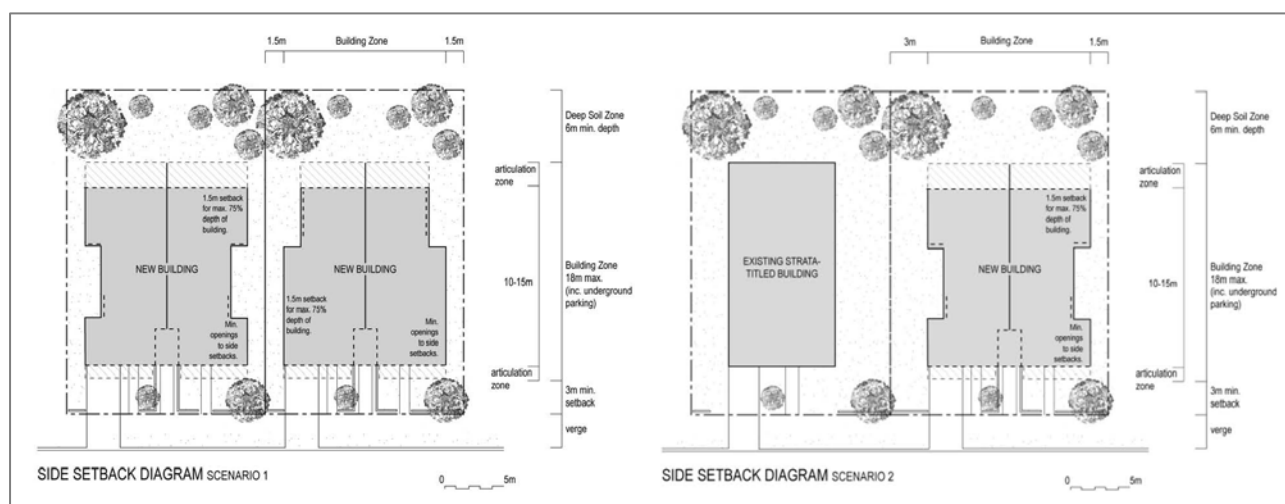 1.5m
Building Zone
1.5m
Deep Soil Zone
6m min. depth
articulation
zone
1.5m setback
for max. 75%
depth of
building.
NEW BUILDING
NEW BUILDING
10-15m
Building Zone
18m max.
(inc. underground
parking)
1.5m setback
for max. 75%
depth of
building.
Min.
openings
to side
setbacks.
Min.
openings
to side
setbacks.
articulation
zone
3m min.
setback
verge
SIDE SETBACK DIAGRAM SCENARIO 1
0
5m
3m
Building Zone
1.5m
Deep Soil Zone
6m min. depth
articulation
zone
1.5m setback
for max. 75%
depth of
building.
EXISTING STRATA-
TITLED BUILDING
NEW BUILDING
10-15m
Building Zone
18m max.
(inc. underground
parking)
Min.
openings
to side
setbacks.
articulation
zone
3m min.
setback
verge
SIDE SETBACK DIAGRAM SCENARIO 2
0
5m